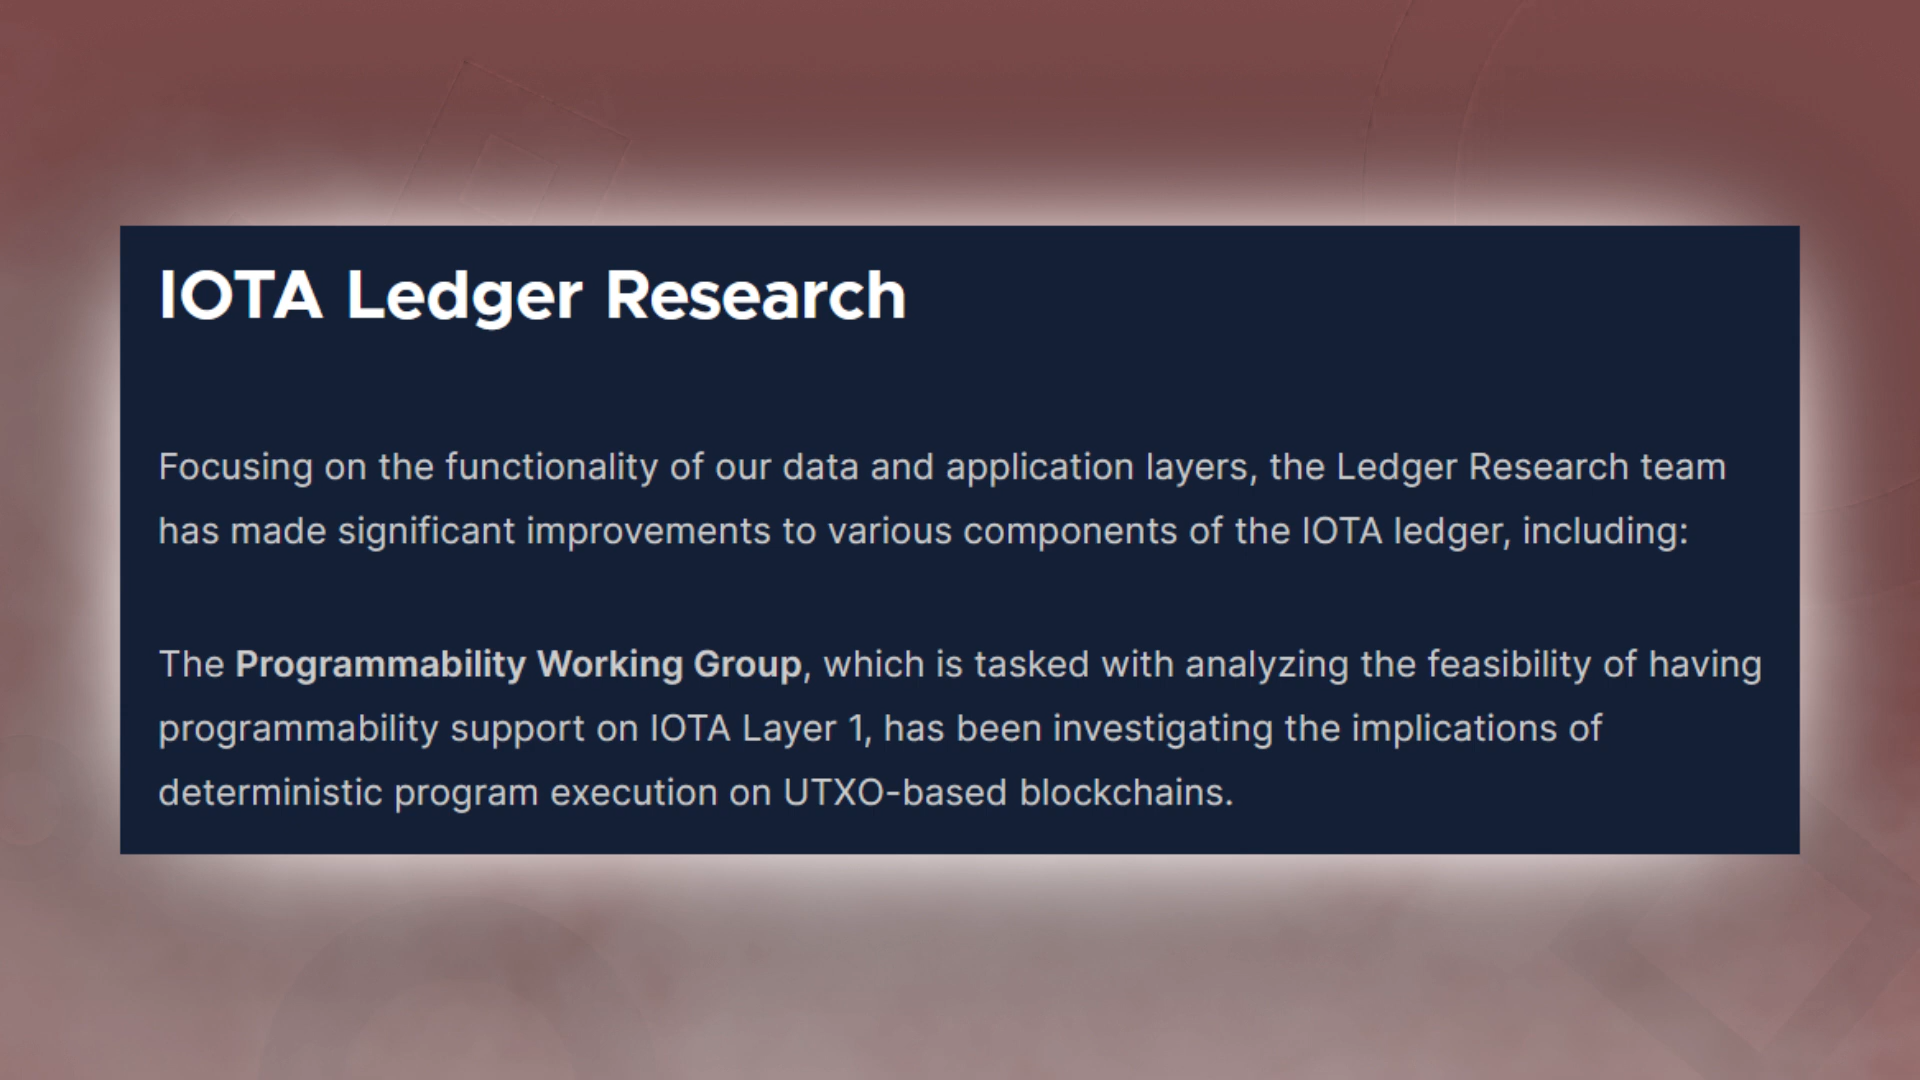 IOTA Ledger Research
Focusing on the functionality of our data and application layers, the Ledger Research team
has made significant improvements to various components of the IOTA ledger, including:
The Programmability Working Group, which is tasked with analyzing the feasibility of having
programmability support on IOTA Layer 1, has been investigating the implications of
deterministic program execution on UTXO-based blockchains.